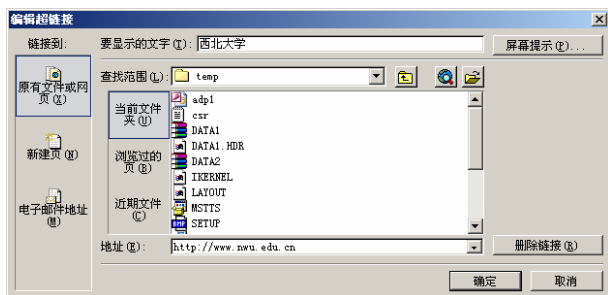 编辑超链接
链接到:
要显示的文字(T): 西北大学
屏幕提示(P)...
原有文件或网页(X)
新建页(N)
电子邮件地址(M)
查找范围(L): temp
当前文件夹(U)
浏览过的页(B)
近期文件(C)
adp1
csr
DATA1
DATA1.HDR
DATA2
IKERNEL
LAYOUT
MSTTS
SETUP
地址(E): http://www.nwu.edu.cn
删除链接(R)
确定
取消